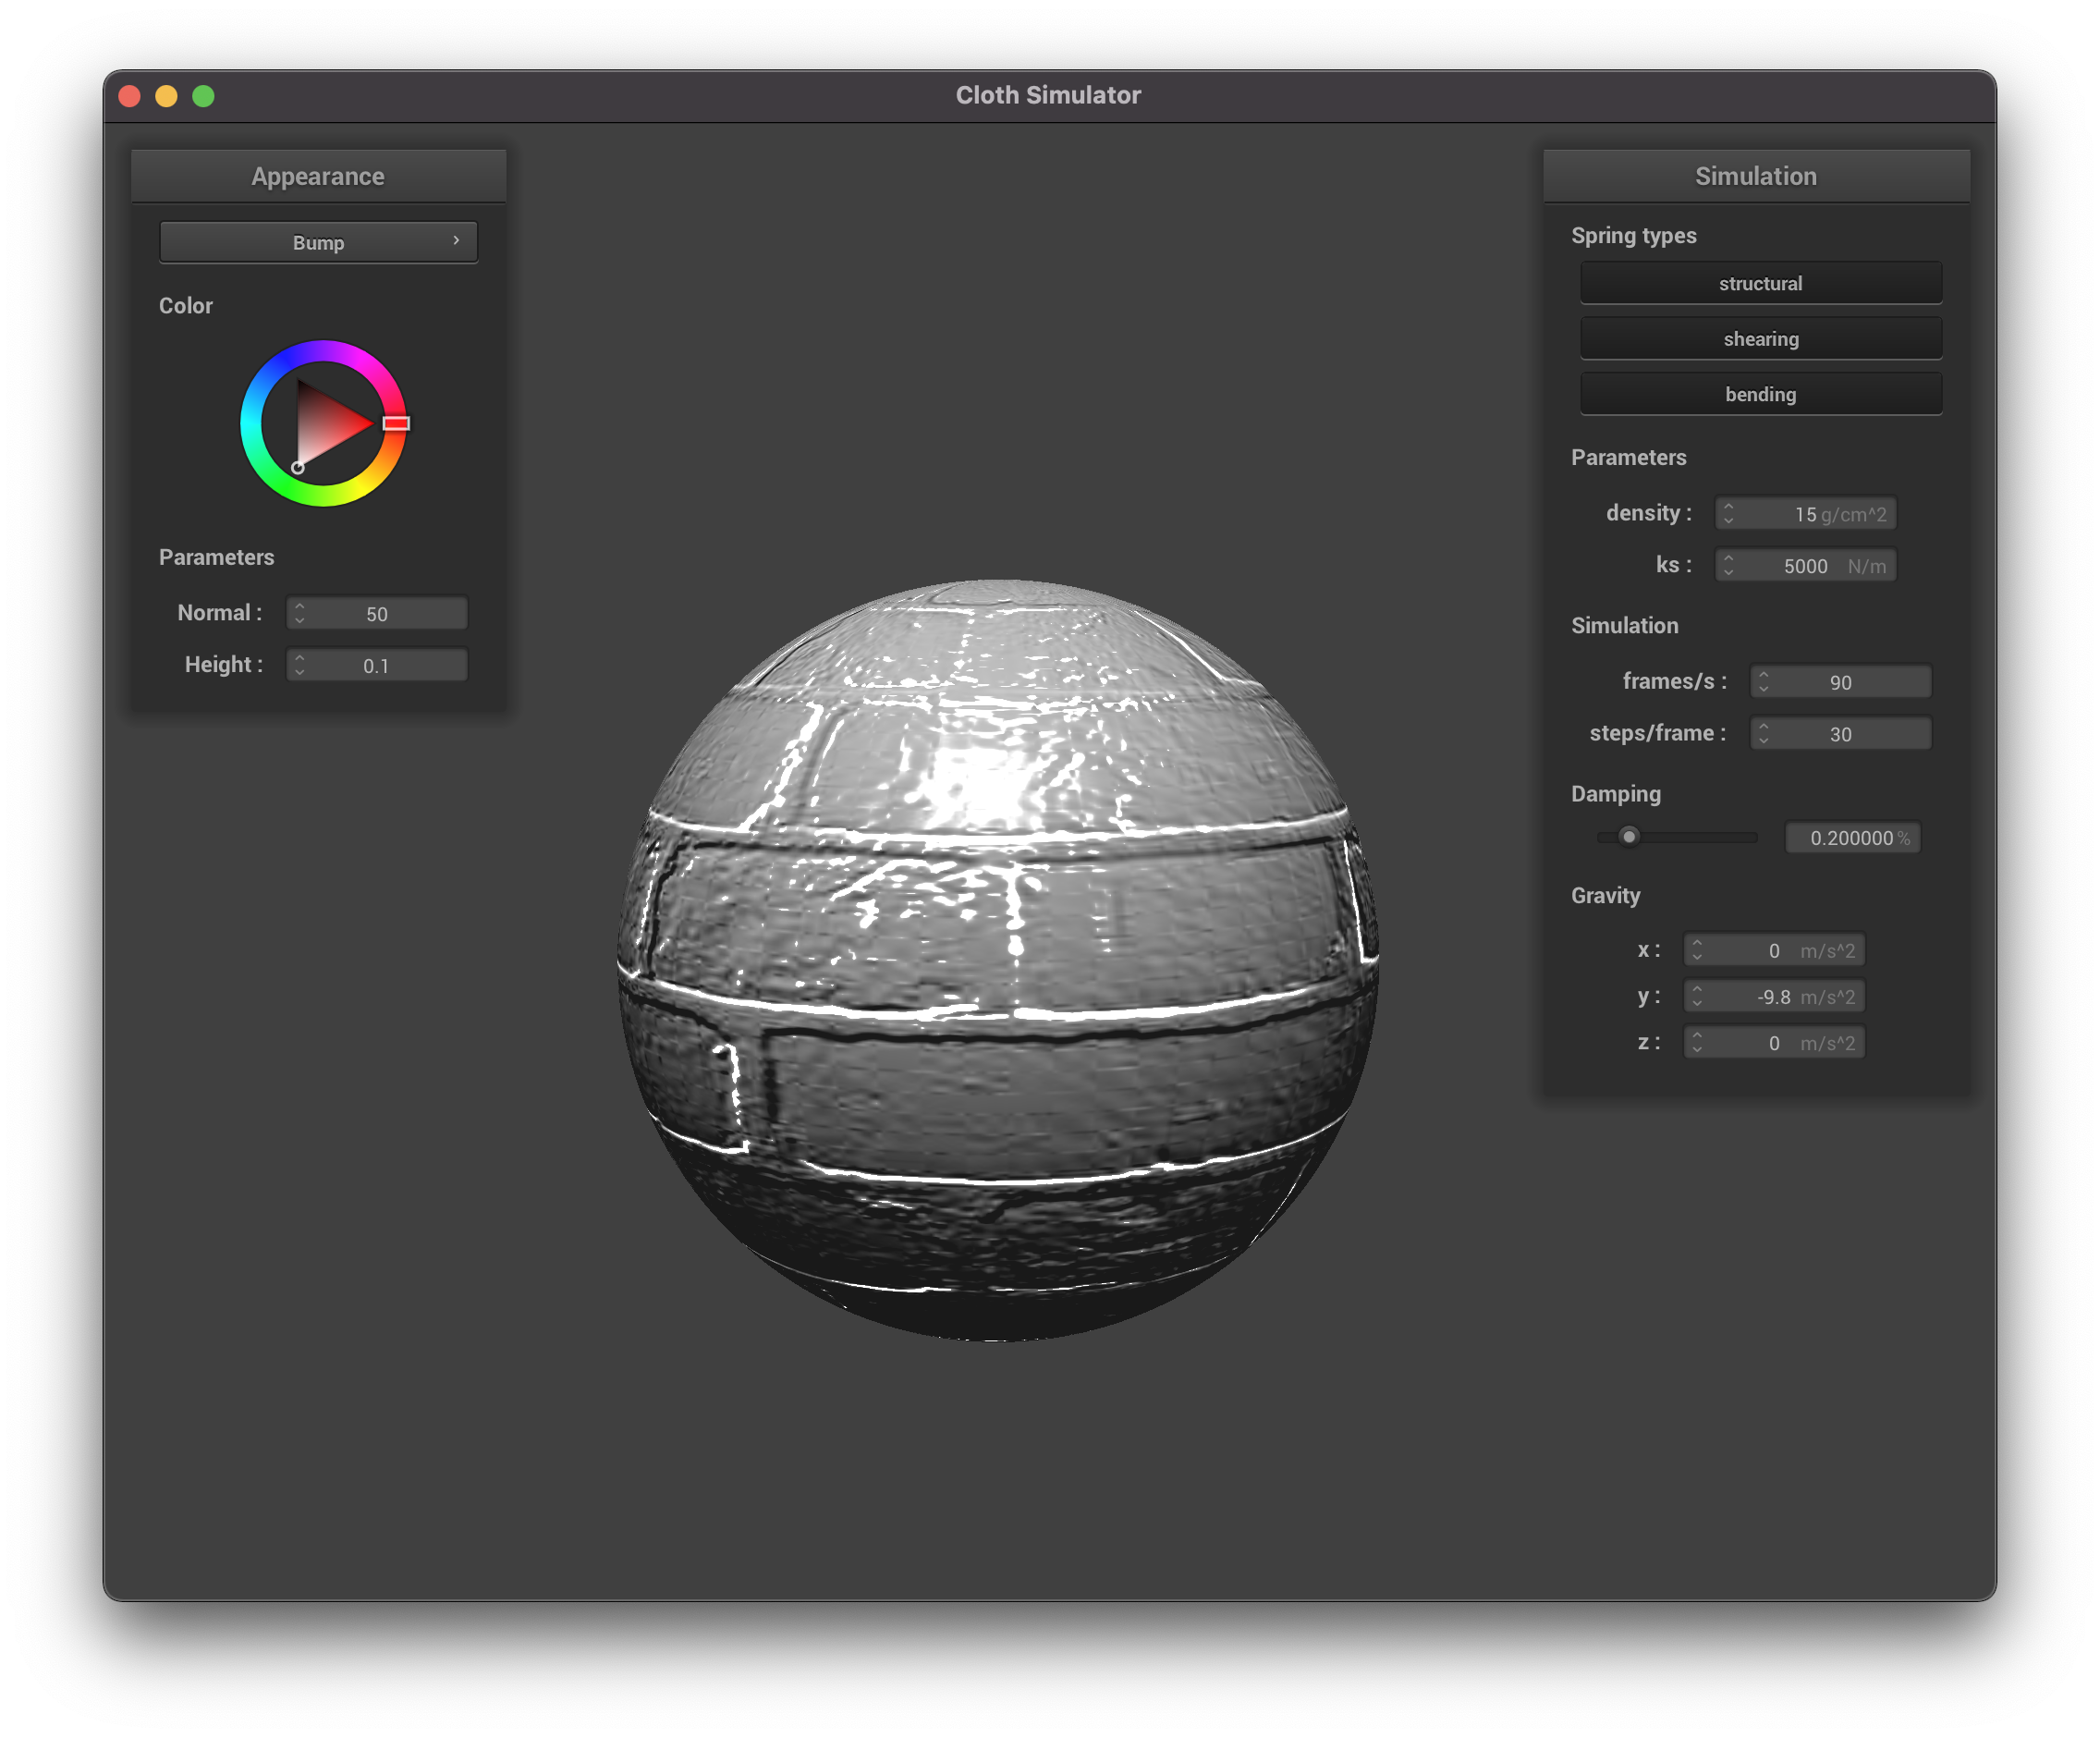 Cloth Simulator
Appearance
Bump
Color
Parameters
Normal : 50
Height : 0.1
Simulation
Spring types
structural
shearing
bending
Parameters
density : 15 g/cm^2
ks : 5000 N/m
Simulation
frames/s : 90
steps/frame : 30
Damping
0.200000 %
Gravity
x : 0 m/s^2
y : -9.8 m/s^2
z : 0 m/s^2